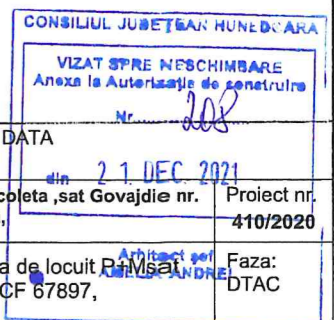 CONSILIUL JUDEȚEAN HUNEDOARA
VIZAT SPRE NESCHIMBARE
Anexa la Autorizația de construire
Nr. 208
DATA
din 21. DEC. 2021
coleta ,sat Govajdie nr.
Proiect nr.
410/2020
Arhitect șef
ANDREI
a de locuit P+Msat
CF 67897,
Faza:
DTAC